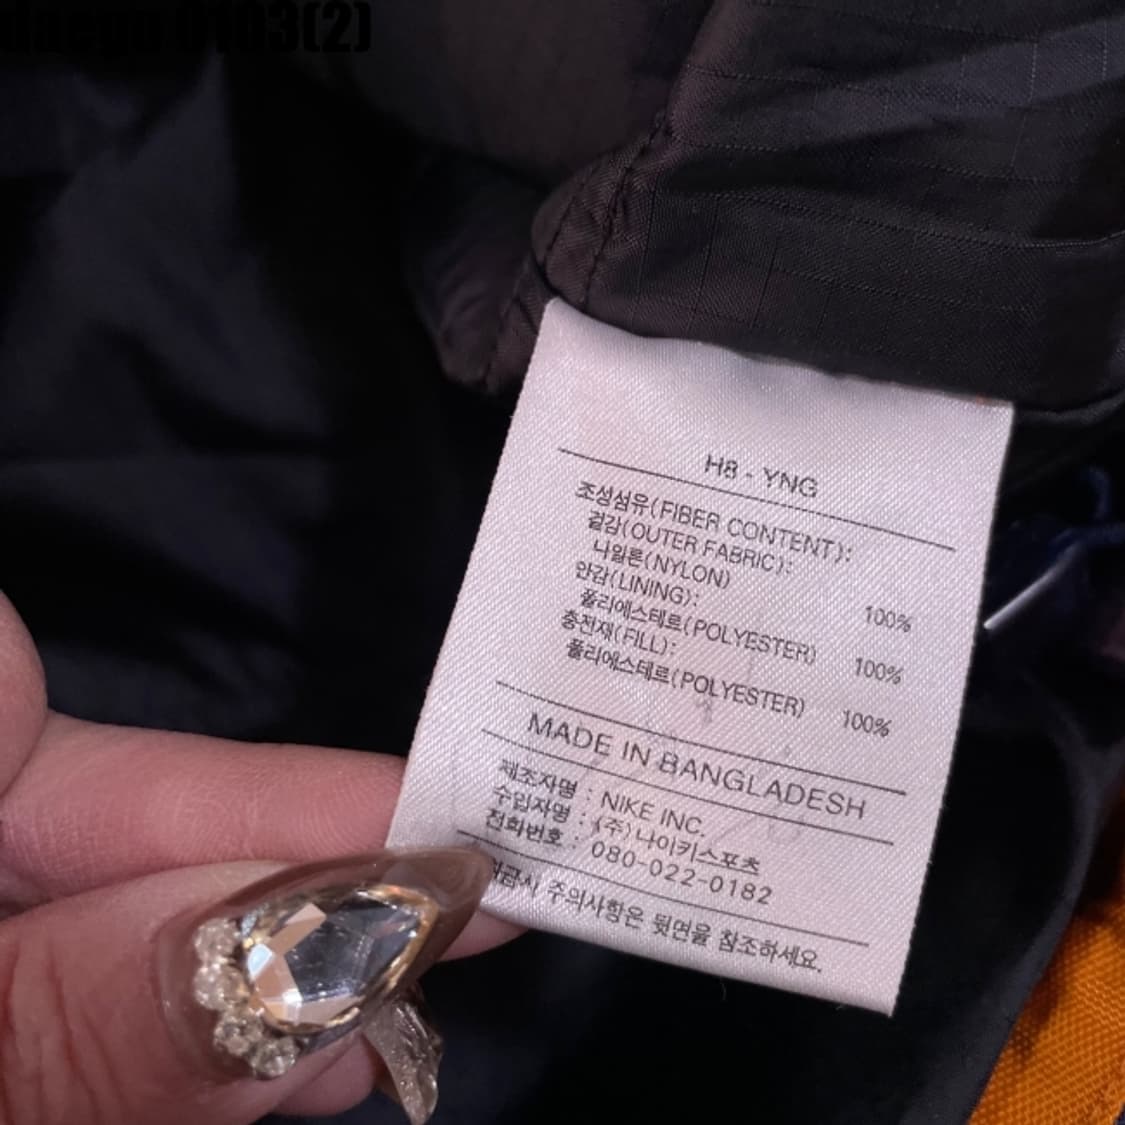 daegu 0103(2)
H8 - YNG
조성섬유(FIBER CONTENT):
겉감(OUTER FABRIC):
나일론(NYLON) 100%
안감(LINING):
폴리에스테르(POLYESTER) 100%
충전재(FILL):
폴리에스테르(POLYESTER) 100%
MADE IN BANGLADESH
제조자명 : NIKE INC.
수입자명 : (주)나이키스포츠
전화번호 : 080-022-0182
주의사항은 뒷면을 참조하세요.